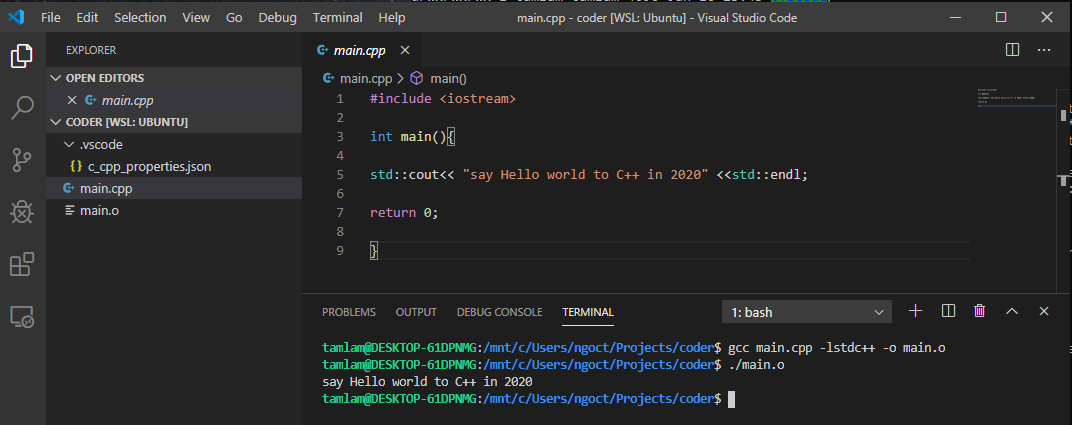 File Edit Selection View Go Debug Terminal Help main.cpp - coder [WSL: Ubuntu] - Visual Studio Code
EXPLORER
OPEN EDITORS
main.cpp
CODER [WSL: UBUNTU]
.vscode
{} c_cpp_properties.json
main.cpp
main.o
main.cpp
main.cpp > main()
1 #include <iostream>
2
3 int main(){
4
5 std::cout<< "say Hello world to C++ in 2020" <<std::endl;
6
7 return 0;
8
9 }
PROBLEMS OUTPUT DEBUG CONSOLE TERMINAL 1: bash
tamlam@DESKTOP-61DPNMG:/mnt/c/Users/ngoct/Projects/coder$ gcc main.cpp -lstdc++ -o main.o
tamlam@DESKTOP-61DPNMG:/mnt/c/Users/ngoct/Projects/coder$ ./main.o
say Hello world to C++ in 2020
tamlam@DESKTOP-61DPNMG:/mnt/c/Users/ngoct/Projects/coder$